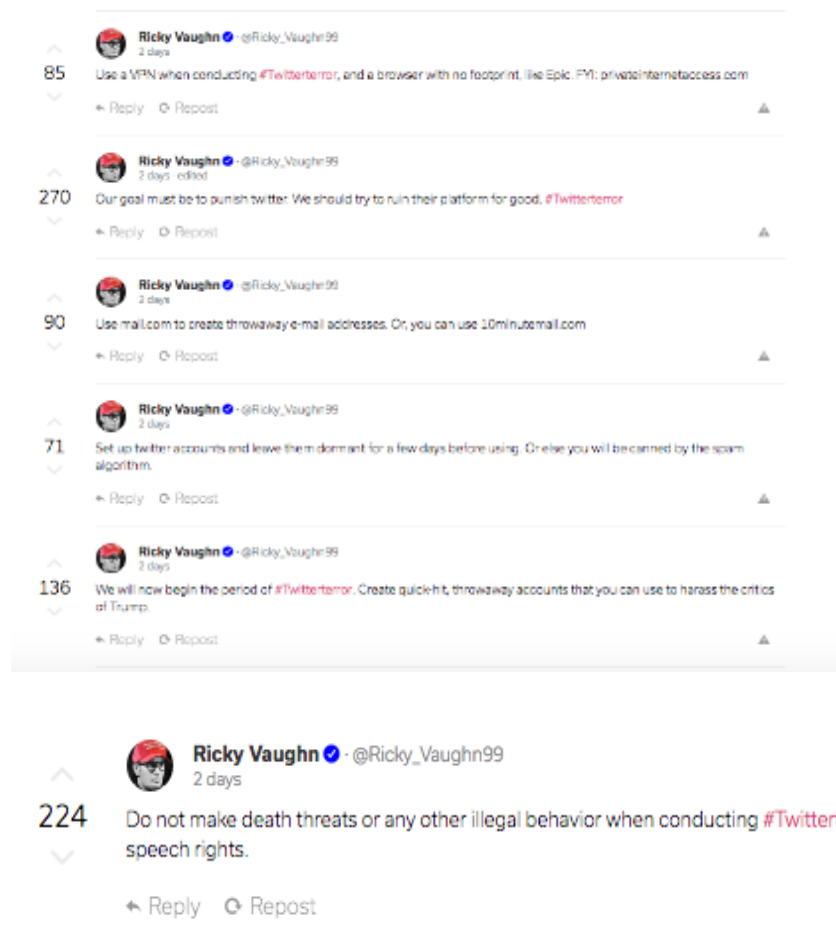 Ricky Vaughn · @Ricky_Vaughn99
2 days
85
Use a VPN when conducting #Twitterterror, and a browser with no footprint, like Epic. FYI: privateinternetaccess.com
Reply Repost
Ricky Vaughn · @Ricky_Vaughn99
2 days · edited
270
Our goal must be to punish twitter. We should try to ruin their platform for good. #Twitterterror
Reply Repost
Ricky Vaughn · @Ricky_Vaughn99
2 days
90
Use mail.com to create throwaway e-mail addresses. Or, you can use 10minutemail.com
Reply Repost
Ricky Vaughn · @Ricky_Vaughn99
2 days
71
Set up twitter accounts and leave them dormant for a few days before using. Or else you will be canned by the spam
algorithm.
Reply Repost
Ricky Vaughn · @Ricky_Vaughn99
2 days
136
We will now begin the period of #Twitterterror. Create quick-hit, throwaway accounts that you can use to harass the critics
of Trump.
Reply Repost
Ricky Vaughn · @Ricky_Vaughn99
2 days
224
Do not make death threats or any other illegal behavior when conducting #Twitter
speech rights.
Reply Repost